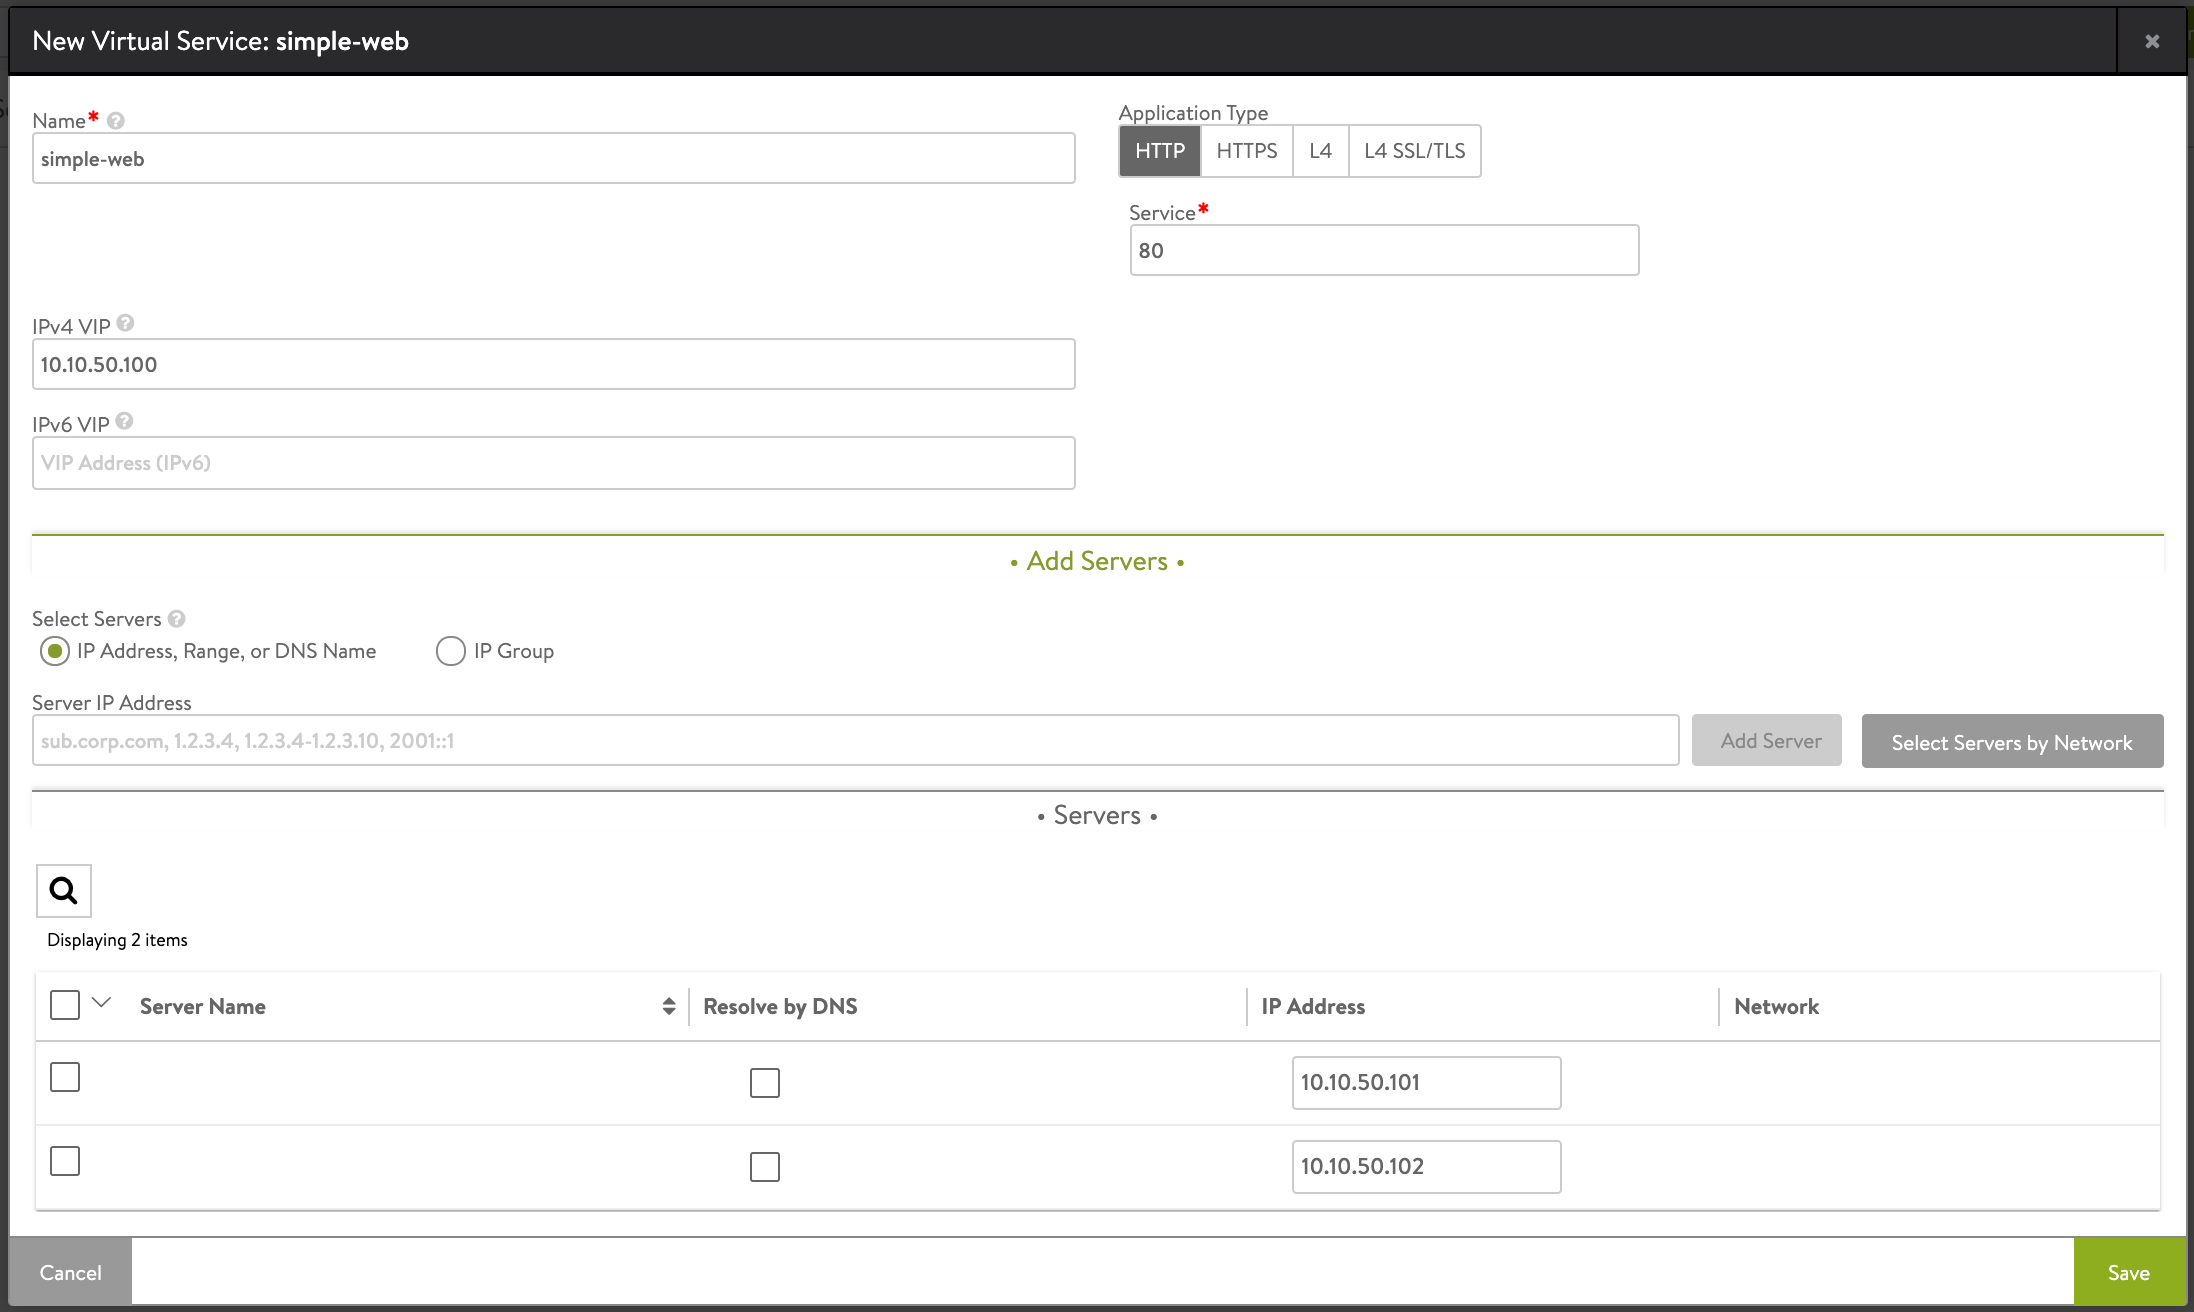 New Virtual Service: simple-web
Name*
simple-web
Application Type
HTTP HTTPS L4 L4 SSL/TLS
Service*
80
IPv4 VIP
10.10.50.100
IPv6 VIP
VIP Address (IPv6)
• Add Servers •
Select Servers
IP Address, Range, or DNS Name IP Group
Server IP Address
sub.corp.com, 1.2.3.4, 1.2.3.4-1.2.3.10, 2001::1 Add Server Select Servers by Network
• Servers •
Displaying 2 items
Server Name Resolve by DNS IP Address Network
10.10.50.101
10.10.50.102
Cancel Save